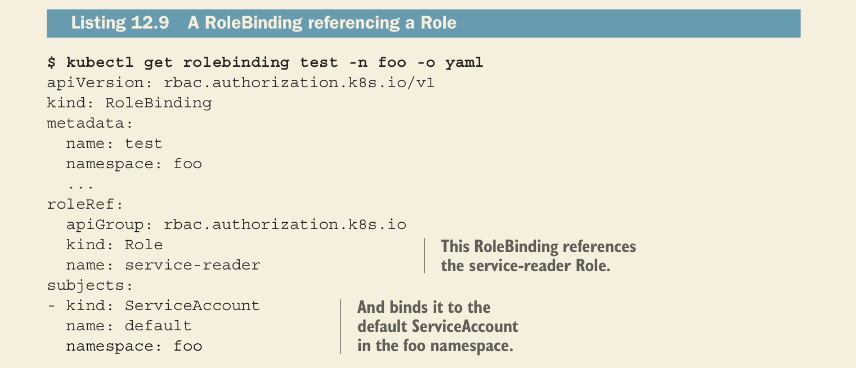 Listing 12.9 A RoleBinding referencing a Role
$ kubectl get rolebinding test -n foo -o yaml
apiVersion: rbac.authorization.k8s.io/v1
kind: RoleBinding
metadata:
  name: test
  namespace: foo
  ...
roleRef:
  apiGroup: rbac.authorization.k8s.io
  kind: Role
  name: service-reader
This RoleBinding references
the service-reader Role.
subjects:
- kind: ServiceAccount
  name: default
  namespace: foo
And binds it to the
default ServiceAccount
in the foo namespace.